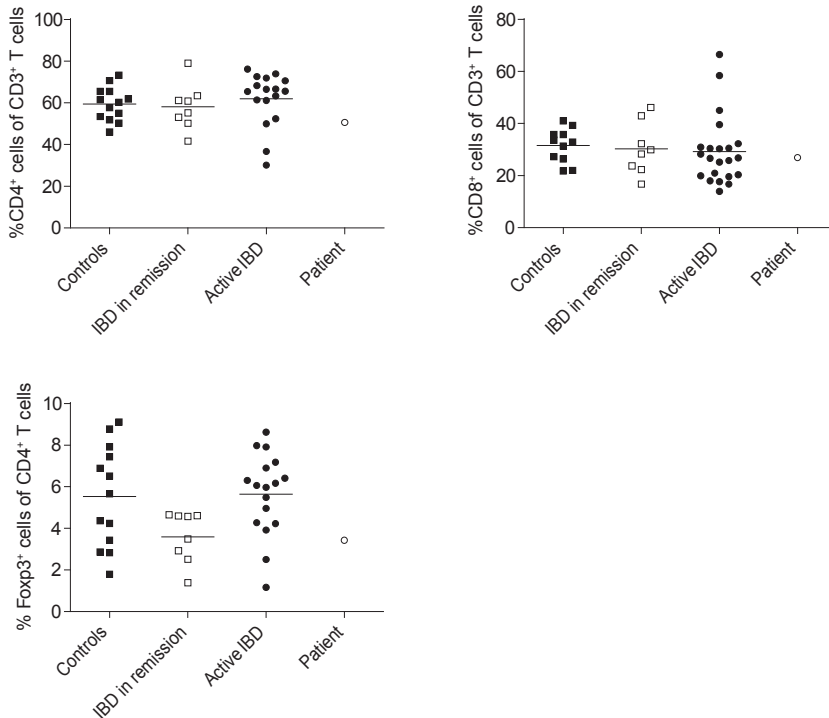 %CD4⁺ cells of CD3⁺ T cells
100
80
60
40
20
0
Controls
IBD in remission
Active IBD
Patient
%CD8⁺ cells of CD3⁺ T cells
80
60
40
20
0
Controls
IBD in remission
Active IBD
Patient
% Foxp3⁺ cells of CD4⁺ T cells
10
8
6
4
2
0
Controls
IBD in remission
Active IBD
Patient